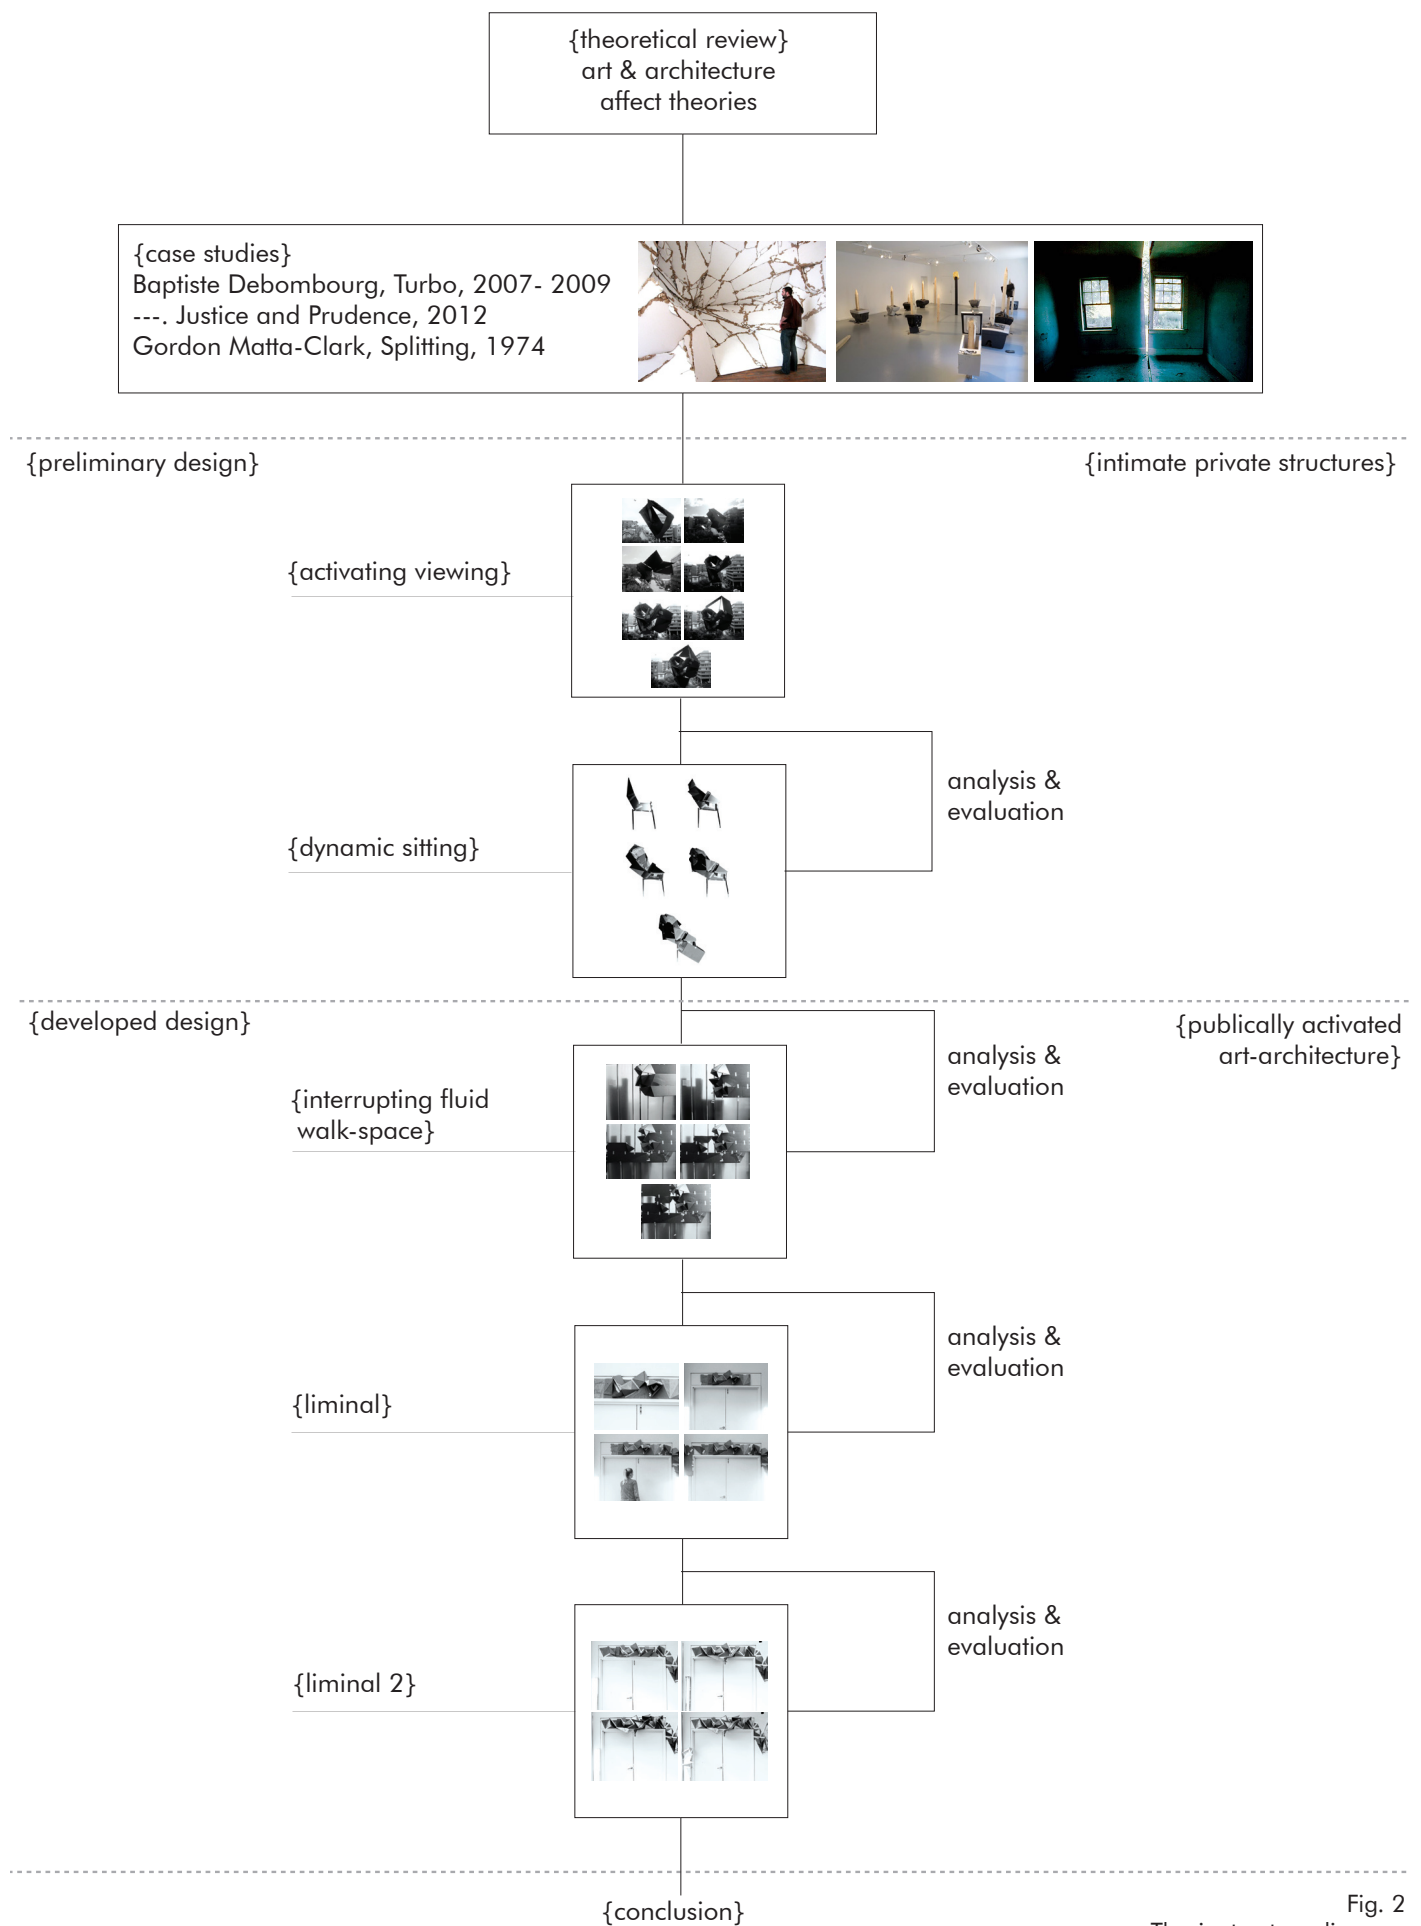 {theoretical review}
art & architecture
affect theories
{case studies}
Baptiste Debombourg, Turbo, 2007- 2009
---. Justice and Prudence, 2012
Gordon Matta-Clark, Splitting, 1974
{preliminary design}
{intimate private structures}
{activating viewing}
analysis &
evaluation
{dynamic sitting}
{developed design}
{publically activated
art-architecture}
analysis &
evaluation
{interrupting fluid
walk-space}
analysis &
evaluation
{liminal}
analysis &
evaluation
{liminal 2}
{conclusion}
Fig. 2